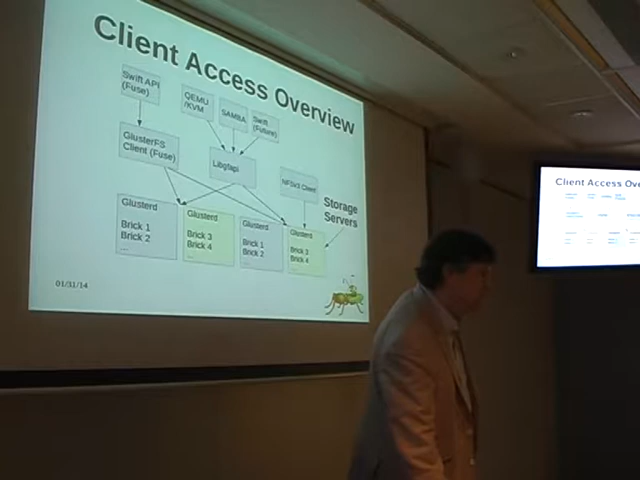 Client Access Overview
Swift API
(Fuse)
QEMU
/KVM
SAMBA
Swift
(Future)
GlusterFS
Client (Fuse)
Libgfapi
NFSv3 Client
Storage
Servers
Glusterd
Brick 1
Brick 2
...
Glusterd
Brick 3
Brick 4
...
Glusterd
Brick 1
Brick 2
...
Glusterd
Brick 3
Brick 4
...
01/31/14
Client Access Ove